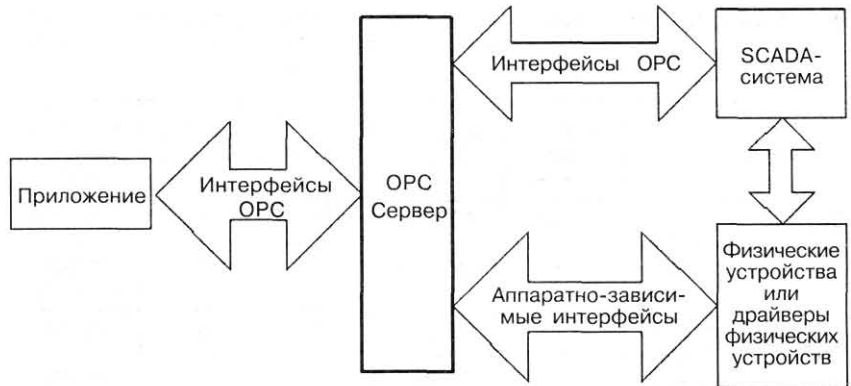 Приложение
Интерфейсы
OPC
OPC
Сервер
Интерфейсы OPC
SCADA-
система
Аппаратно-зависи-
мые интерфейсы
Физические
устройства
или
драйверы
физических
устройств